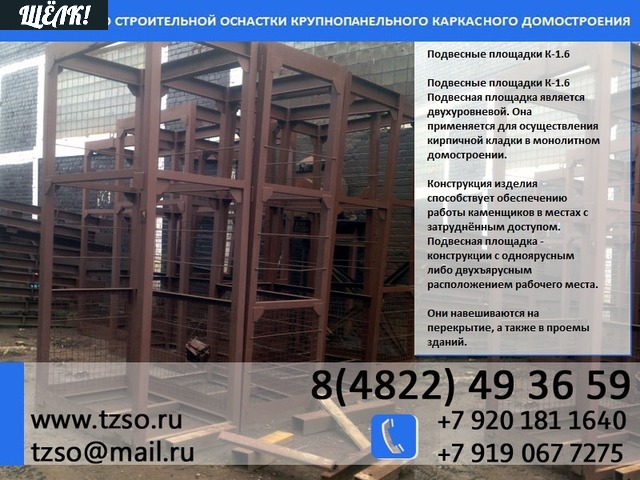 ЩЁЛК!
О СТРОИТЕЛЬНОЙ ОСНАСТКИ КРУПНОПАНЕЛЬНОГО КАРКАСНОГО ДОМОСТРОЕНИЯ
Подвесные площадки К-1.6
Подвесные площадки К-1.6
Подвесная площадка является
двухуровневой. Она
применяется для осуществления
кирпичной кладки в монолитном
домостроении.
Конструкция изделия
способствует обеспечению
работы каменщиков в местах с
затруднённым доступом.
Подвесная площадка -
конструкции с одноярусным
либо двухъярусным
расположением рабочего места.
Они навешиваются на
перекрытие, а также в проемы
зданий.
8(4822) 49 36 59
www.tzso.ru
+7 920 181 1640
tzso@mail.ru
+7 919 067 7275